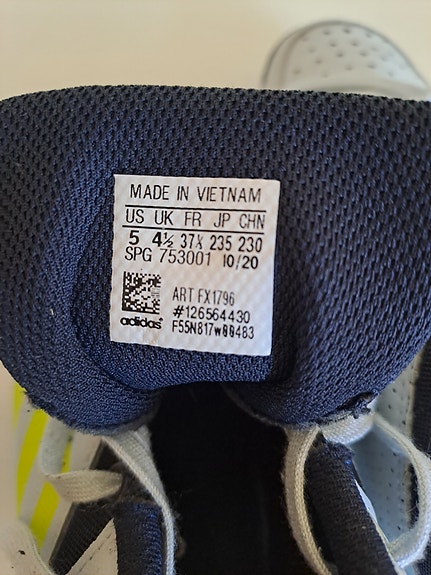 MADE IN VIETNAM
US UK FR JP CHN
5 4½ 37⅓ 235 230
SPG 753001 10/20
ART FX1796
#126564430
adidas F55N817w00483